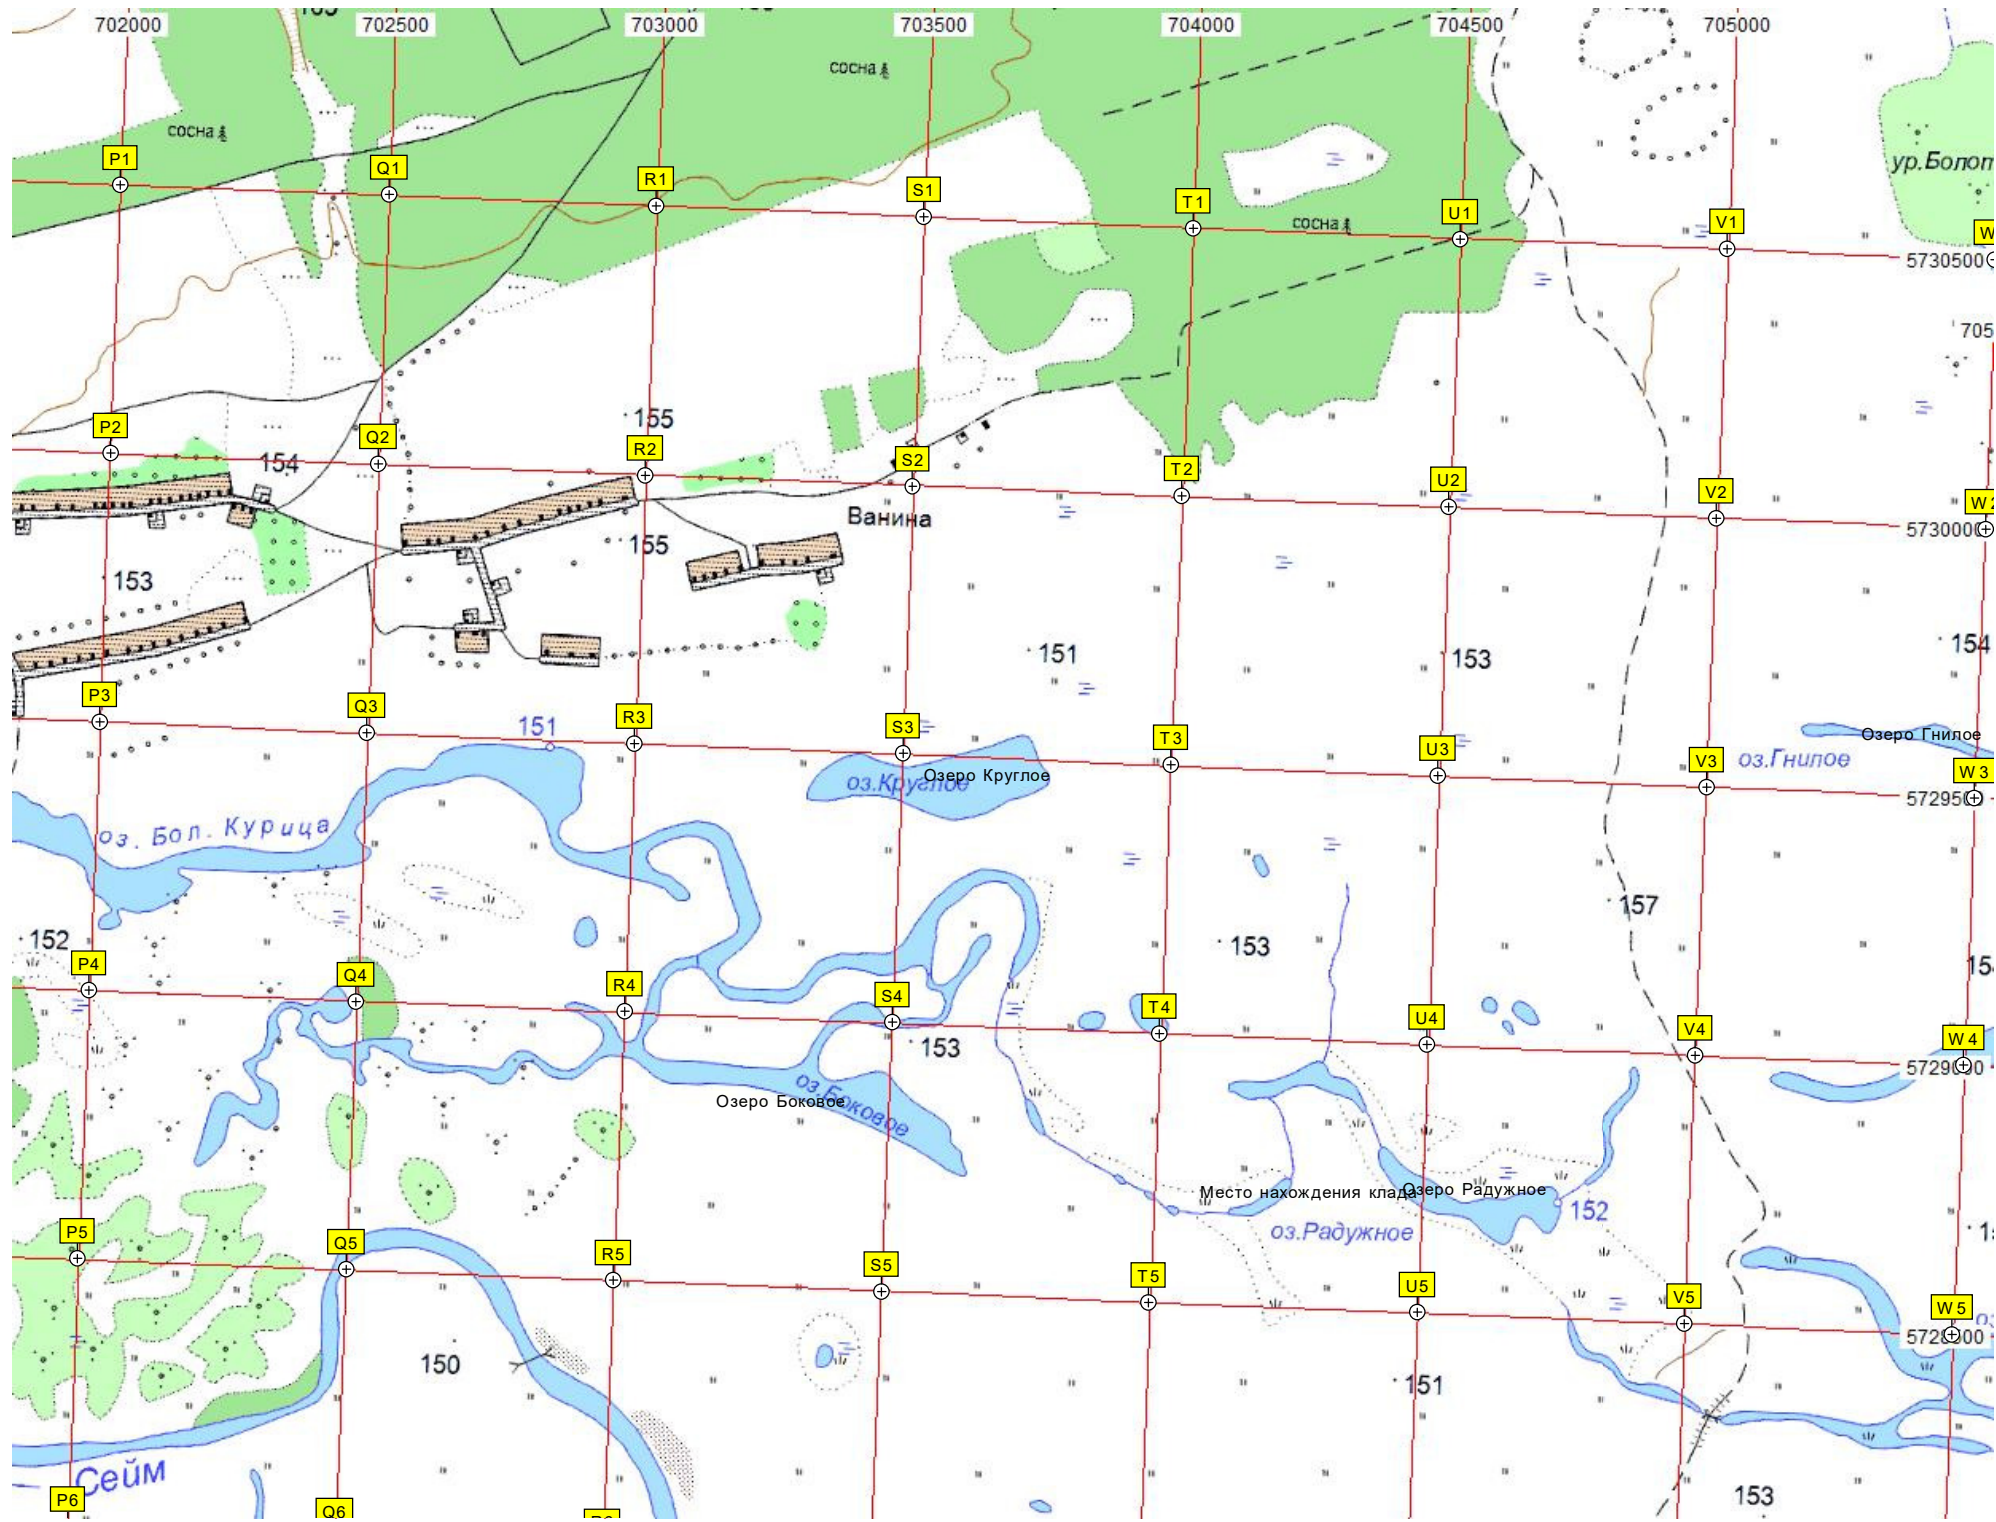 702000 702500 703000 703500 704000 704500 705000
сосна
сосна
P1 Q1 R1 S1 T1 U1 V1
ур.Болот
сосна
W
5730500
705
155
P2 Q2 R2 S2 T2 U2 V2 W2
154
Ванина
5730000
155
153
151
153
154
P3 Q3 R3 S3 T3 U3 V3 W3
151
Озеро Гнилое
оз.Гнилое
Озеро Круглое
оз.Круглое
оз. Бол. Курица
157
152
153
P4 Q4 R4 S4 T4 U4 V4 W4
153
оз.Боковое
Озеро Боковое
Место нахождения клада
Озеро Радужное
152
оз.Радужное
P5 Q5 R5 S5 T5 U5 V5 W5
150
151
Сейм
153
P6 Q6